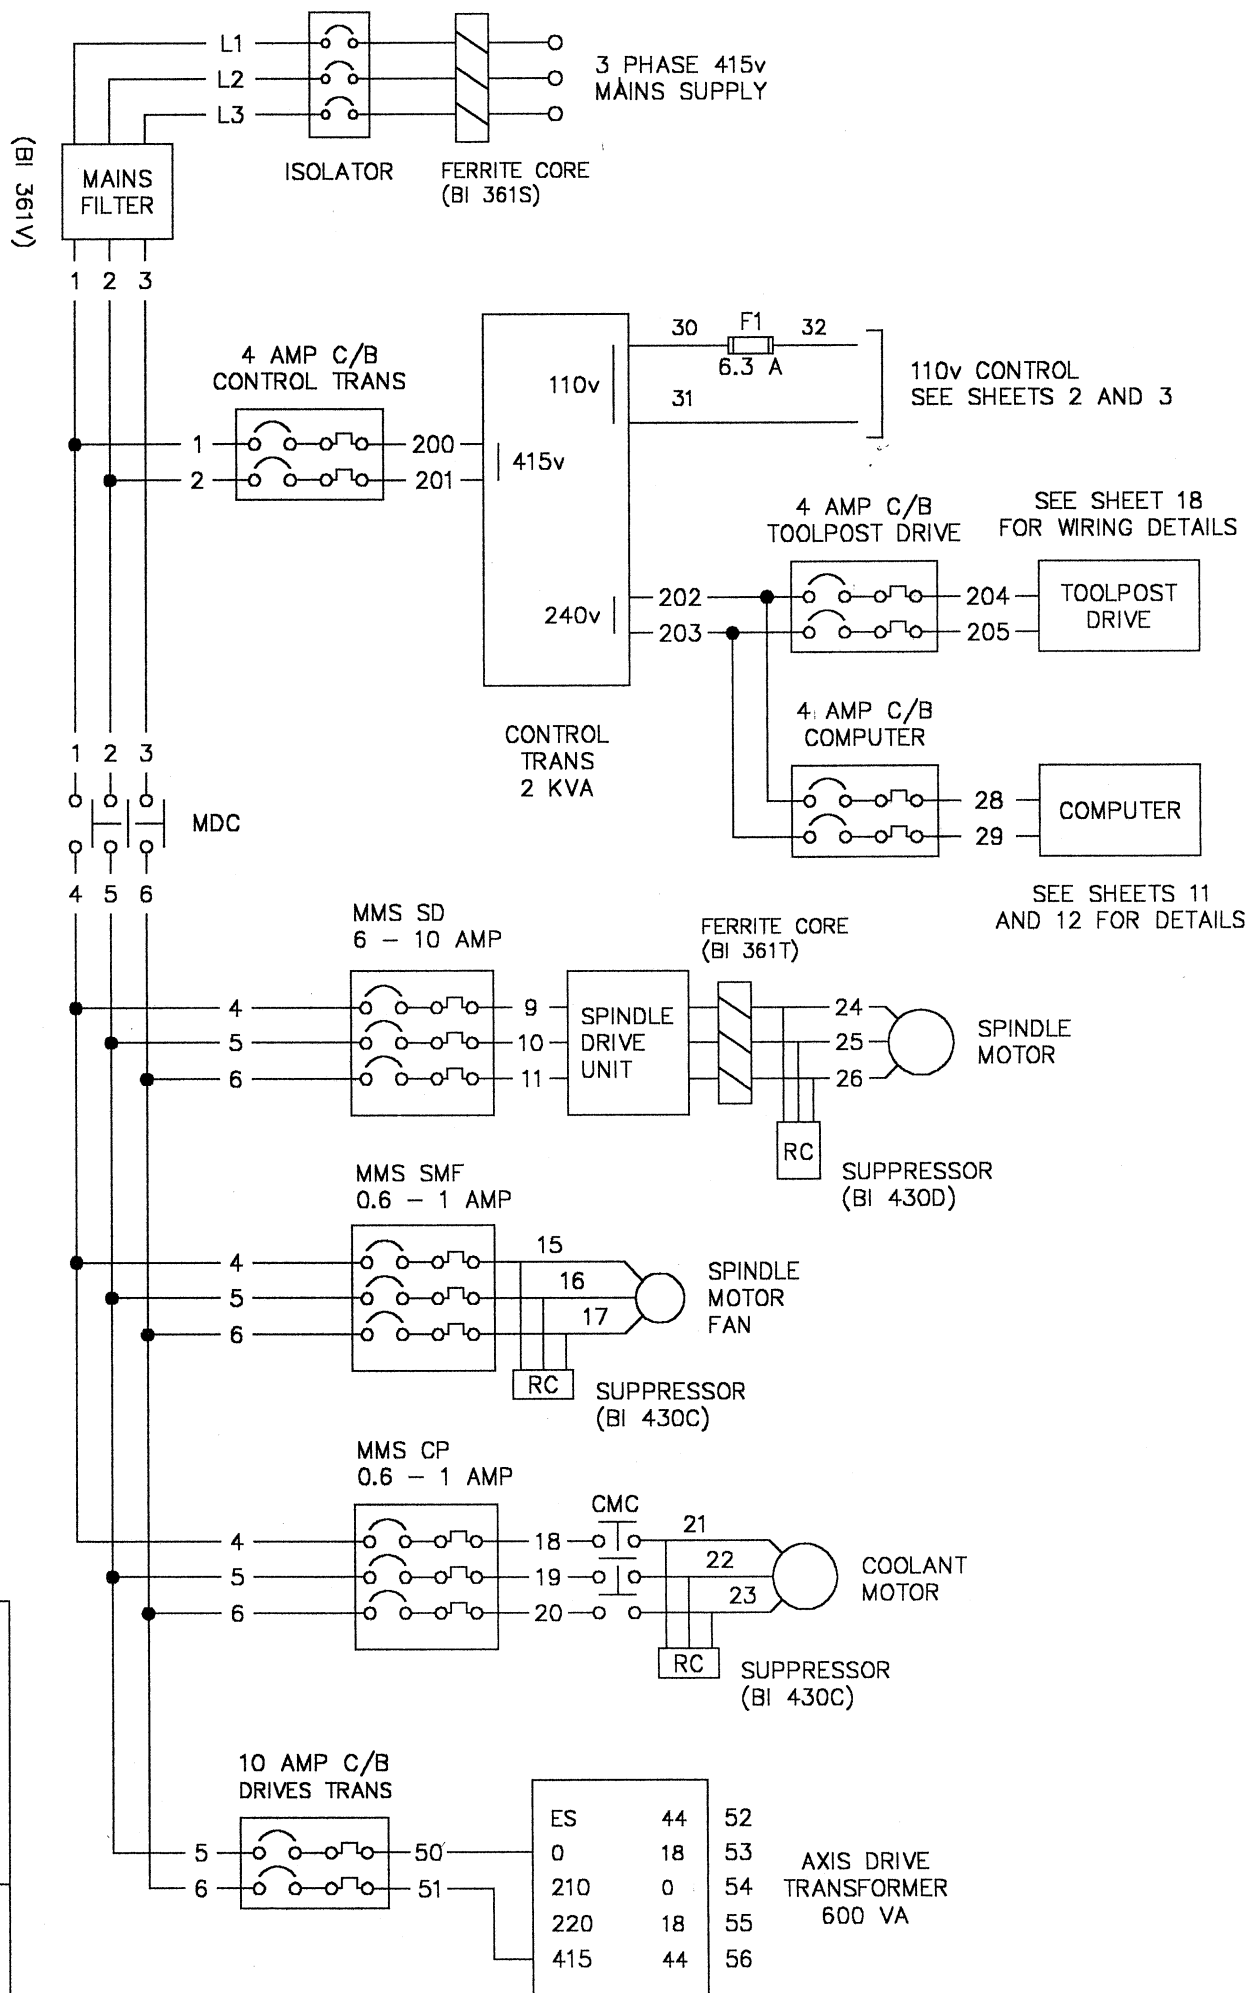 L1
L2
L3
3 PHASE 415v
MAINS SUPPLY
ISOLATOR
FERRITE CORE
(BI 361S)
(BI 361V)
MAINS
FILTER
1 2 3
4 AMP C/B
CONTROL TRANS
1
2
200
201
415v
110v
240v
30
F1
32
6.3 A
31
110v CONTROL
SEE SHEETS 2 AND 3
CONTROL
TRANS
2 KVA
202
203
4 AMP C/B
TOOLPOST DRIVE
SEE SHEET 18
FOR WIRING DETAILS
204
205
TOOLPOST
DRIVE
4 AMP C/B
COMPUTER
28
29
COMPUTER
SEE SHEETS 11
AND 12 FOR DETAILS
1 2 3
MDC
4 5 6
MMS SD
6 – 10 AMP
4
5
6
9
10
11
SPINDLE
DRIVE
UNIT
FERRITE CORE
(BI 361T)
24
25
26
SPINDLE
MOTOR
RC
SUPPRESSOR
(BI 430D)
MMS SMF
0.6 – 1 AMP
4
5
6
15
16
17
SPINDLE
MOTOR
FAN
RC
SUPPRESSOR
(BI 430C)
MMS CP
0.6 – 1 AMP
4
5
6
18
19
20
CMC
21
22
23
COOLANT
MOTOR
RC
SUPPRESSOR
(BI 430C)
10 AMP C/B
DRIVES TRANS
5
6
50
51
ES 44 52
0 18 53
210 0 54
220 18 55
415 44 56
AXIS DRIVE
TRANSFORMER
600 VA